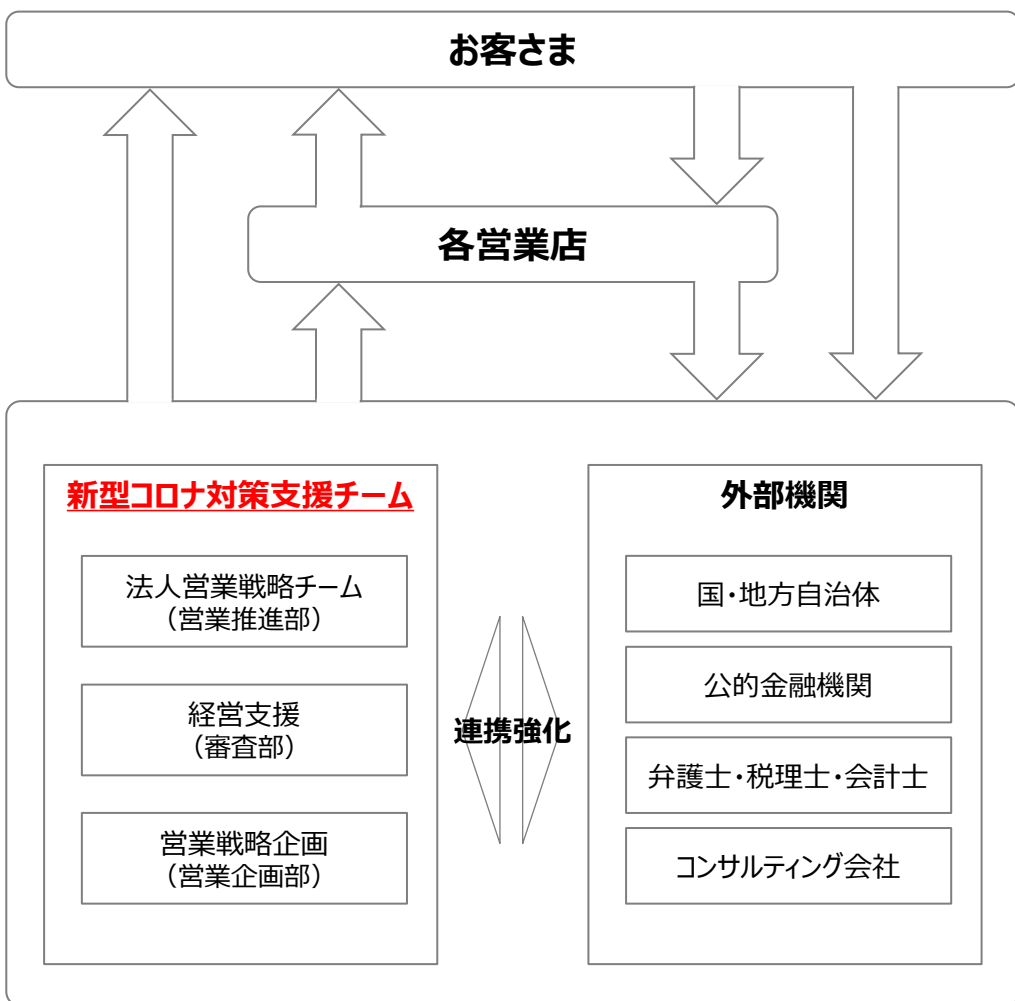 お客さま
各営業店
新型コロナ対策支援チーム
法人営業戦略チーム
（営業推進部）
経営支援
（審査部）
営業戦略企画
（営業企画部）
連携強化
外部機関
国・地方自治体
公的金融機関
弁護士・税理士・会計士
コンサルティング会社